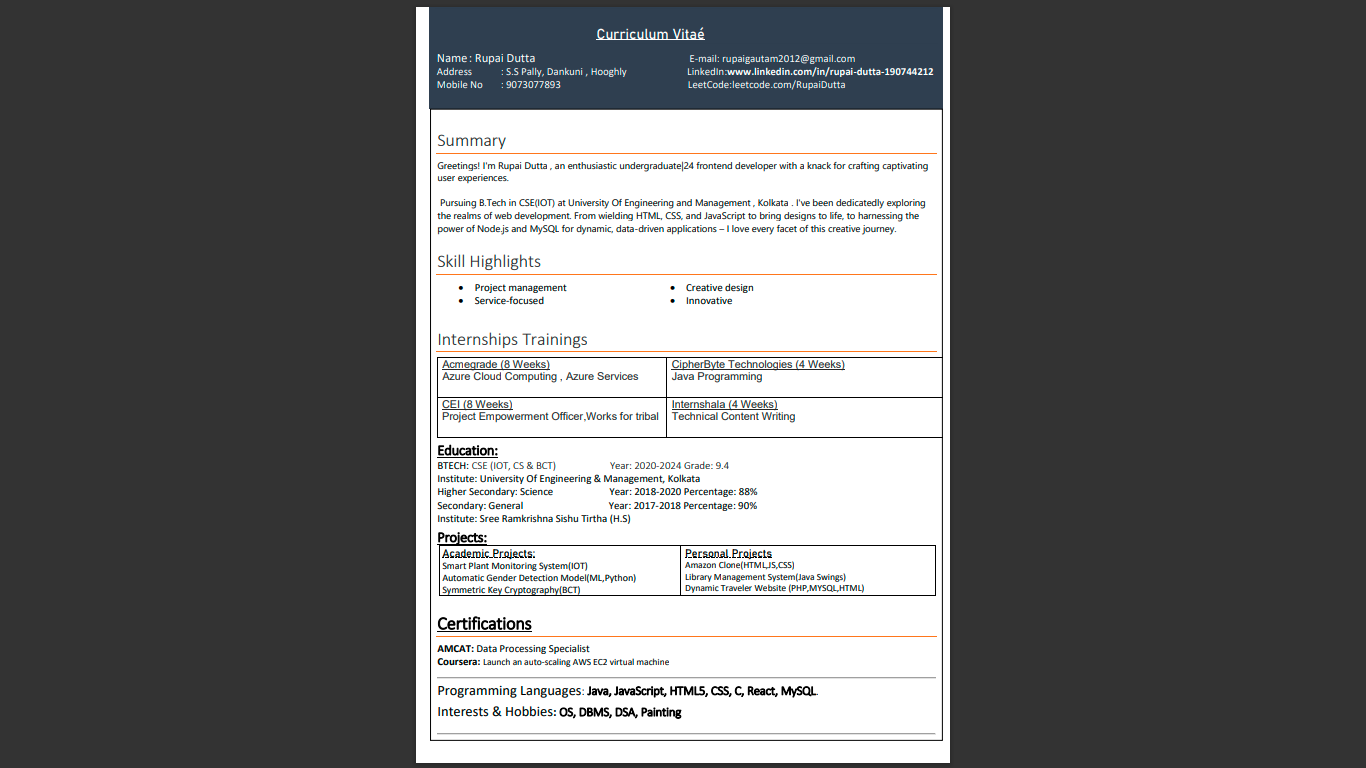 Curriculum Vitaé
Name : Rupai Dutta E-mail: rupaigautam2012@gmail.com
Address : S.S Pally, Dankuni , Hooghly LinkedIn:www.linkedin.com/in/rupai-dutta-190744212
Mobile No : 9073077893 LeetCode:leetcode.com/RupaiDutta
Summary
Greetings! I'm Rupai Dutta , an enthusiastic undergraduate|24 frontend developer with a knack for crafting captivating
user experiences.
Pursuing B.Tech in CSE(IOT) at University Of Engineering and Management , Kolkata . I've been dedicatedly exploring
the realms of web development. From wielding HTML, CSS, and JavaScript to bring designs to life, to harnessing the
power of Node.js and MySQL for dynamic, data-driven applications – I love every facet of this creative journey.
Skill Highlights
• Project management • Creative design
• Service-focused • Innovative
Internships Trainings
Acmegrade (8 Weeks) CipherByte Technologies (4 Weeks)
Azure Cloud Computing , Azure Services Java Programming
CEI (8 Weeks) Internshala (4 Weeks)
Project Empowerment Officer,Works for tribal Technical Content Writing
Education:
BTECH: CSE (IOT, CS & BCT) Year: 2020-2024 Grade: 9.4
Institute: University Of Engineering & Management, Kolkata
Higher Secondary: Science Year: 2018-2020 Percentage: 88%
Secondary: General Year: 2017-2018 Percentage: 90%
Institute: Sree Ramkrishna Sishu Tirtha (H.S)
Projects:
Academic Projects: Personal Projects
Smart Plant Monitoring System(IOT) Amazon Clone(HTML,JS,CSS)
Automatic Gender Detection Model(ML,Python) Library Management System(Java Swings)
Symmetric Key Cryptography(BCT) Dynamic Traveler Website (PHP,MYSQL,HTML)
Certifications
AMCAT: Data Processing Specialist
Coursera: Launch an auto-scaling AWS EC2 virtual machine
Programming Languages: Java, JavaScript, HTML5, CSS, C, React, MySQL.
Interests & Hobbies: OS, DBMS, DSA, Painting